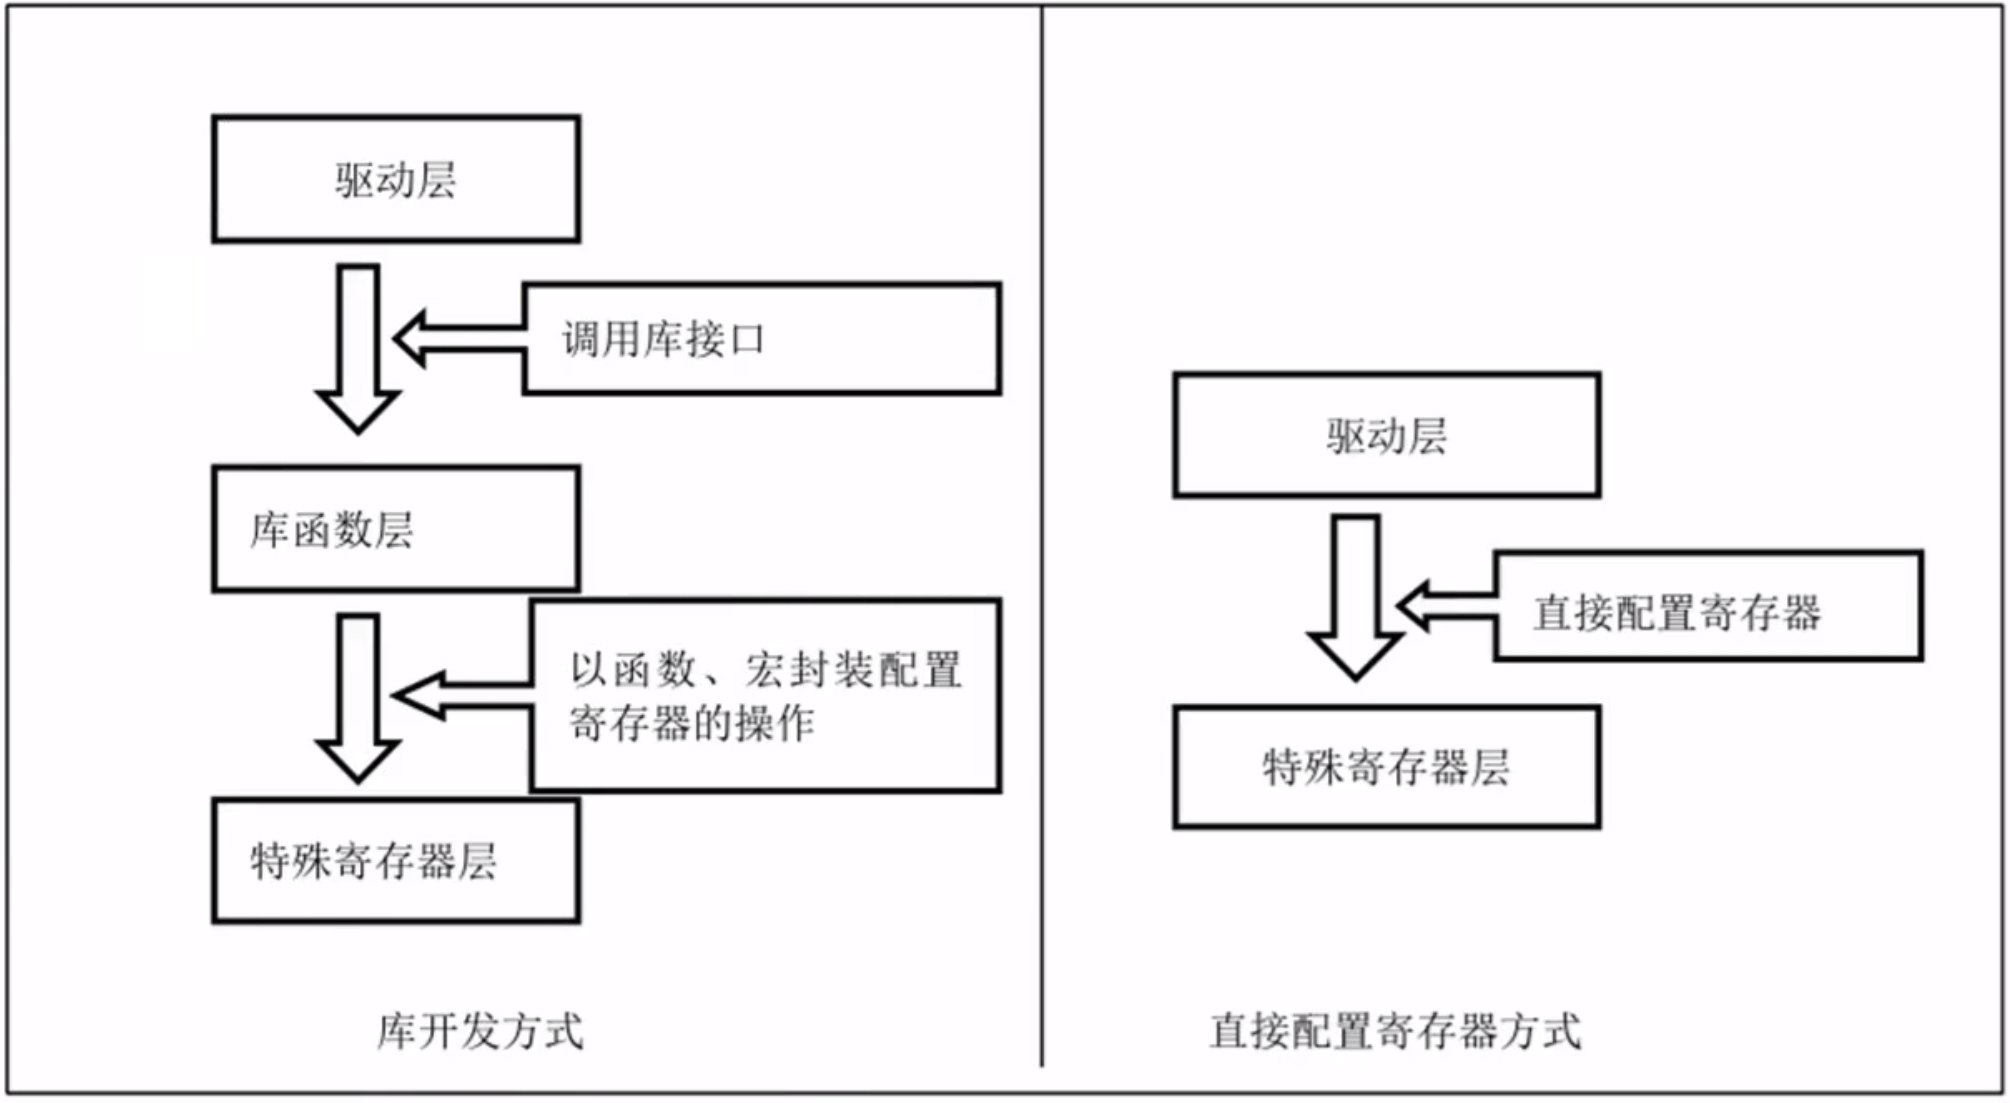 驱动层
调用库接口
库函数层
以函数、宏封装配置
寄存器的操作
特殊寄存器层
库开发方式
驱动层
直接配置寄存器
特殊寄存器层
直接配置寄存器方式